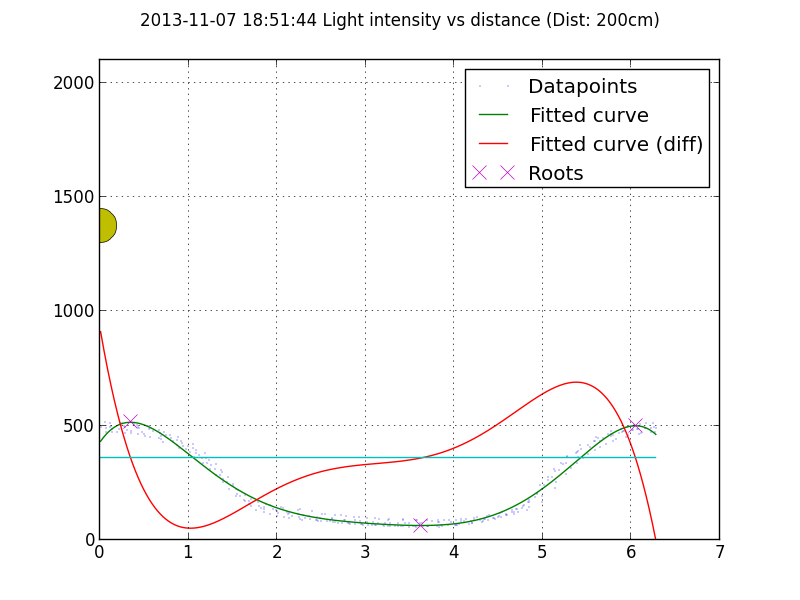 2013-11-07 18:51:44 Light intensity vs distance (Dist: 200cm)
Datapoints
Fitted curve
Fitted curve (diff)
Roots
2000
1500
1000
500
0
0 1 2 3 4 5 6 7